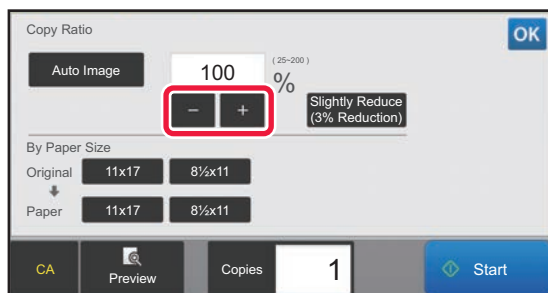 Copy Ratio
OK
Auto Image
100
(25~200)
%
− +
Slightly Reduce
(3% Reduction)
By Paper Size
Original 11x17 8½x11
Paper 11x17 8½x11
CA
Preview
Copies 1
Start